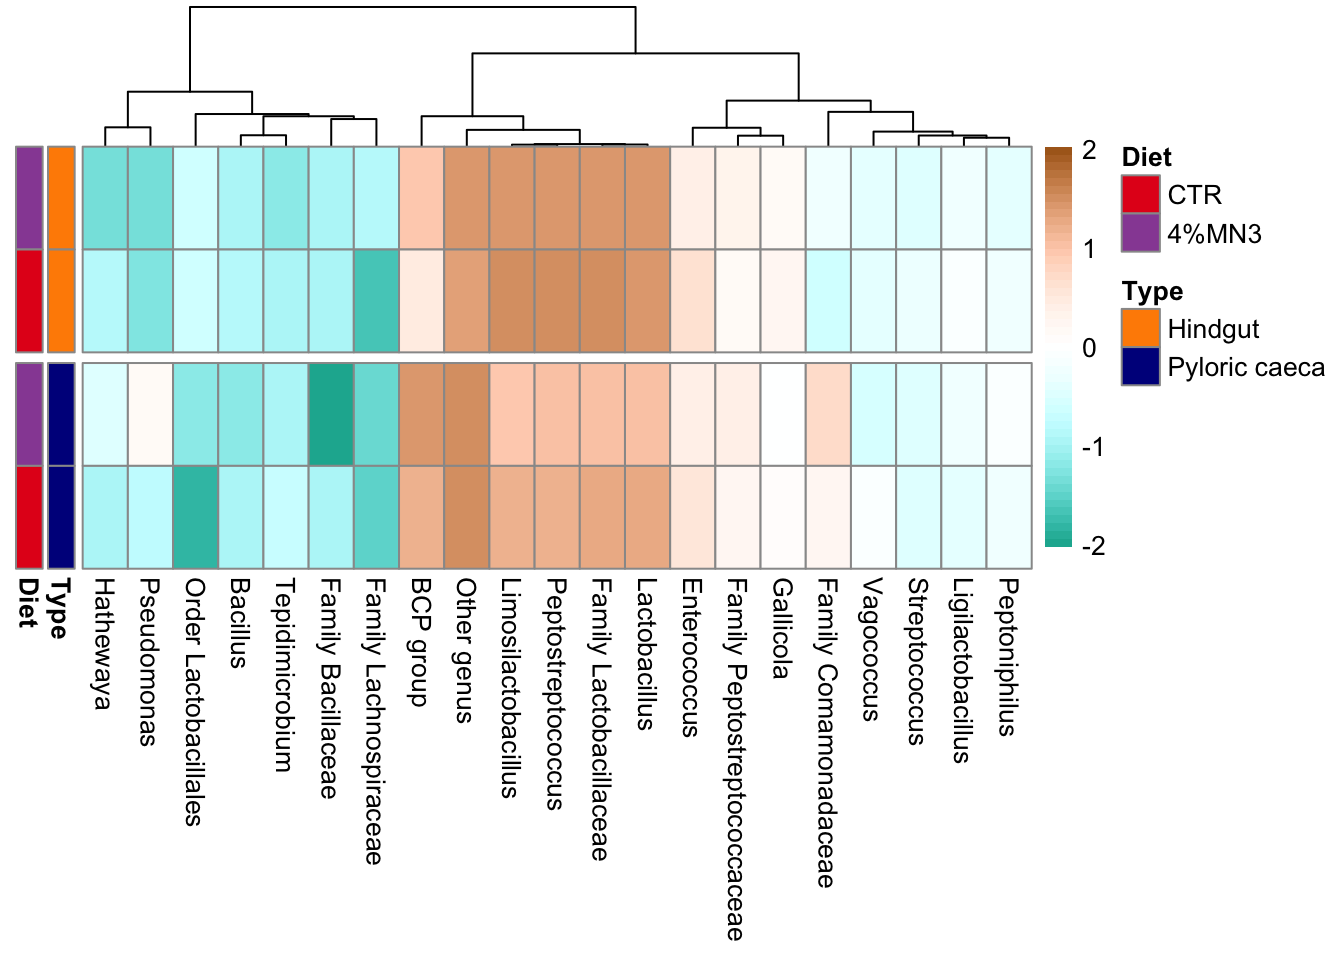 2
1
0
-1
-2
Diet
CTR
4%MN3
Type
Hindgut
Pyloric caeca
Diet
Type
Hathewaya
Pseudomonas
Order Lactobacillales
Bacillus
Tepidimicrobium
Family Bacillaceae
Family Lachnospiraceae
BCP group
Other genus
Limosilactobacillus
Peptostreptococcus
Family Lactobacillaceae
Lactobacillus
Enterococcus
Family Peptostreptococcaceae
Gallicola
Family Comamonadaceae
Vagococcus
Streptococcus
Ligilactobacillus
Peptoniphilus